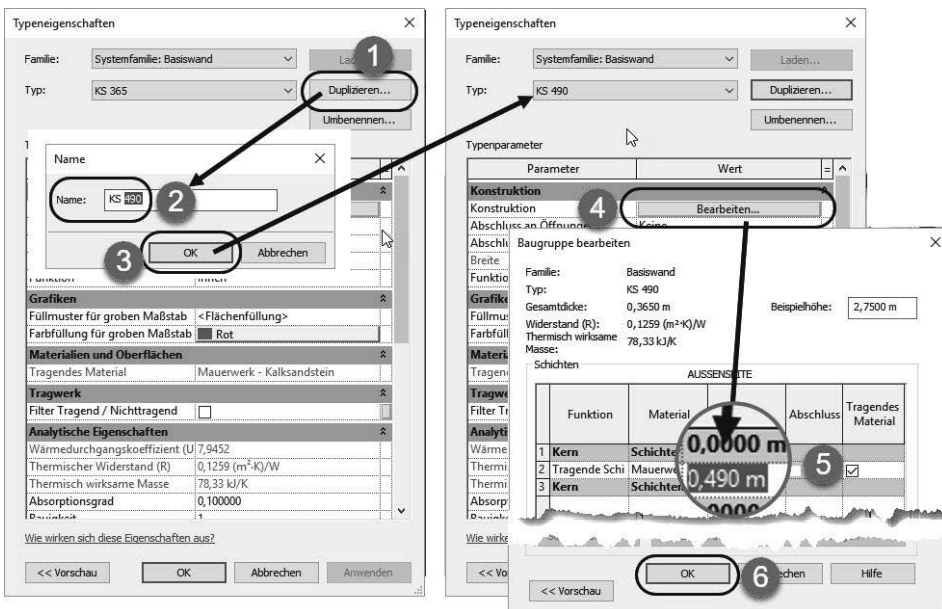 Typeneigenschaften
Familie: Systemfamilie: Basiswand
1
Typ: KS 365 Duplizieren...
Umbenennen...
Name
Name: KS 490
2
3
OK Abbrechen
Grafiken
Füllmuster für groben Maßstab <Flächenfüllung>
Farbfüllung für groben Maßstab Rot
Materialien und Oberflächen
Tragendes Material Mauerwerk - Kalksandstein
Tragwerk
Filter Tragend / Nichttragend
Analytische Eigenschaften
Wärmedurchgangskoeffizient (U 7,9452
Thermischer Widerstand (R) 0,1259 (m²·K)/W
Thermisch wirksame Masse 78,33 kJ/K
Absorptionsgrad 0,100000
Wie wirken sich diese Eigenschaften aus?
<< Vorschau OK Abbrechen Anwenden
Typeneigenschaften
Familie: Systemfamilie: Basiswand Laden...
Typ: KS 490 Duplizieren...
Umbenennen...
Typenparameter
Parameter Wert =
Konstruktion
Konstruktion 4 Bearbeiten...
Abschluss an Öffnungen Keine
Breite
Baugruppe bearbeiten
Familie: Basiswand
Typ: KS 490
Gesamtdicke: 0,3650 m Beispielhöhe: 2,7500 m
Widerstand (R): 0,1259 (m²·K)/W
Thermisch wirksame Masse: 78,33 kJ/K
Schichten
AUSSENSEITE
Funktion Material Abschluss Tragendes Material
0,0000 m
1 Kern
2 Tragende Schi 0,490 m 5
3 Kern
0000
OK 6 Hilfe
<< Vorschau